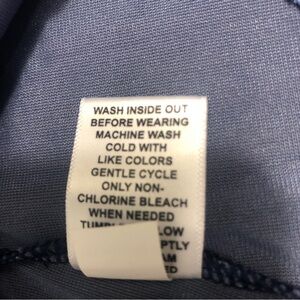 WASH INSIDE OUT
BEFORE WEARING
MACHINE WASH
COLD WITH
LIKE COLORS
GENTLE CYCLE
ONLY NON-
CHLORINE BLEACH
WHEN NEEDED